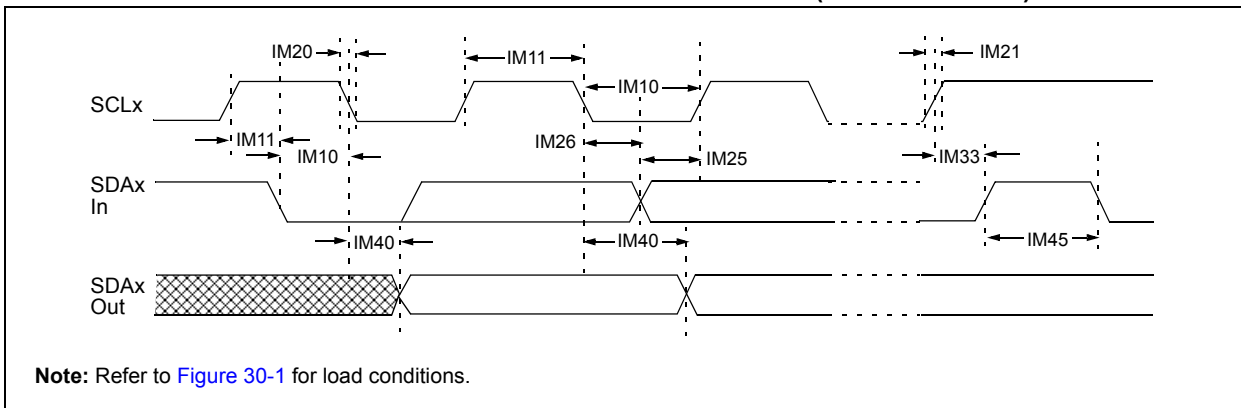 IM20
IM11
IM21
SCLx
IM10
IM11
IM26
IM10
IM25
IM33
SDAx
In
IM40
IM40
IM45
SDAx
Out
Note: Refer to Figure 30-1 for load conditions.